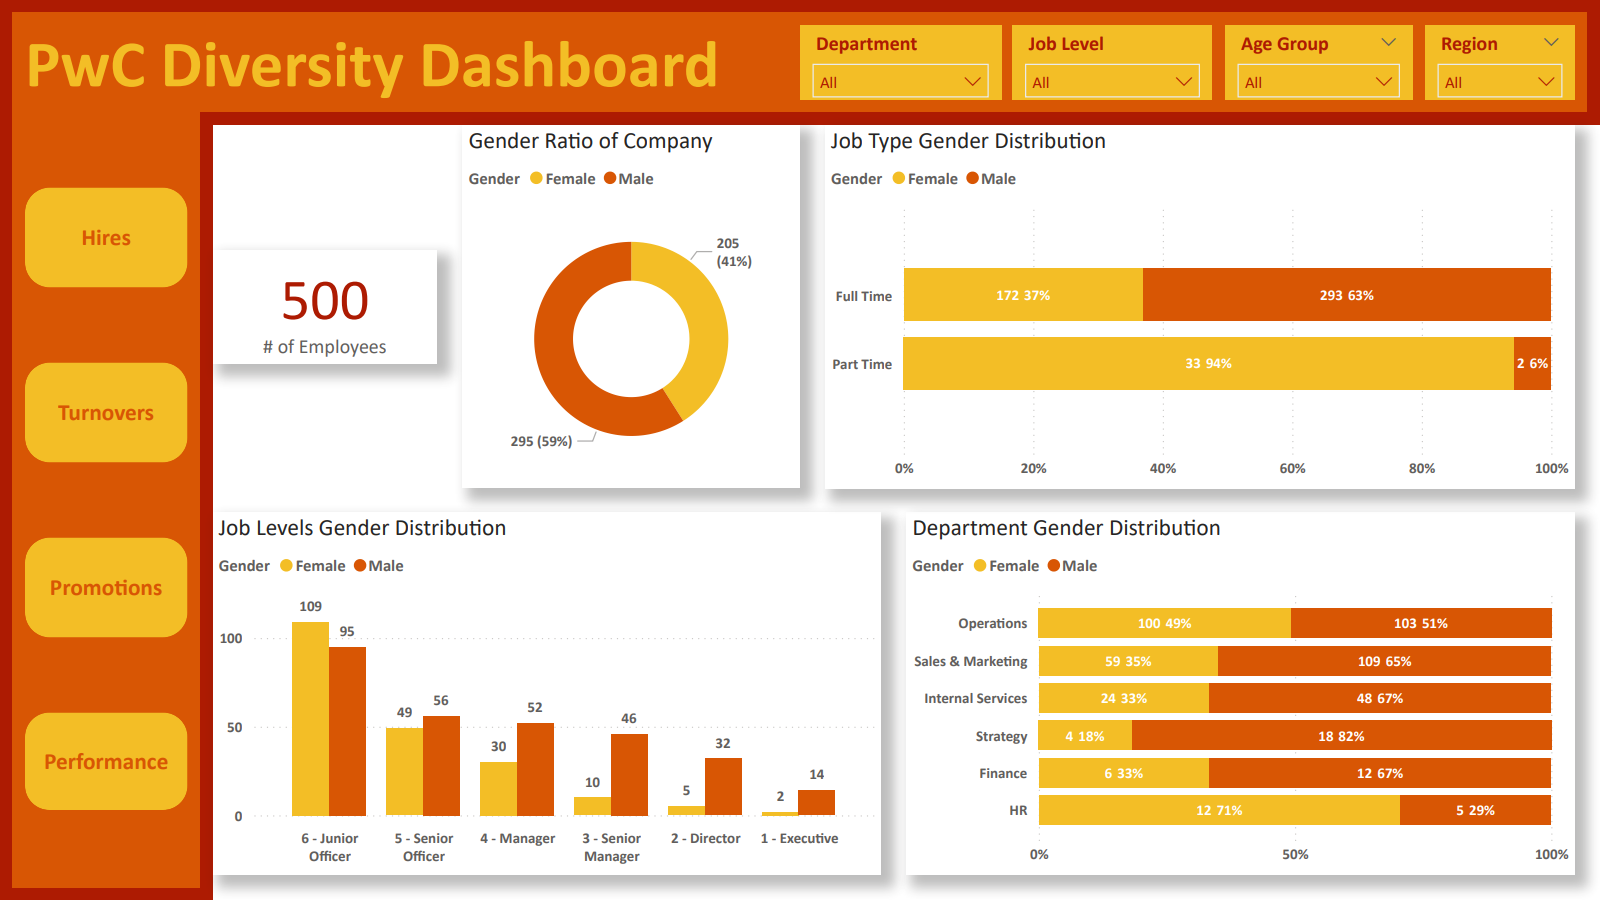 PwC Diversity Dashboard
Department
All
Job Level
All
Age Group
All
Region
All
Hires
Turnovers
Promotions
Performance
500
# of Employees
Gender Ratio of Company
Gender Female Male
205
(41%)
295 (59%)
Job Type Gender Distribution
Gender Female Male
Full Time 172 37% 293 63%
Part Time 33 94% 2 6%
0% 20% 40% 60% 80% 100%
Job Levels Gender Distribution
Gender Female Male
109 95
49 56
30 52
10 46
5 32
2 14
100
50
0
6 - Junior
Officer
5 - Senior
Officer
4 - Manager
3 - Senior
Manager
2 - Director
1 - Executive
Department Gender Distribution
Gender Female Male
Operations 100 49% 103 51%
Sales & Marketing 59 35% 109 65%
Internal Services 24 33% 48 67%
Strategy 4 18% 18 82%
Finance 6 33% 12 67%
HR 12 71% 5 29%
0% 50% 100%